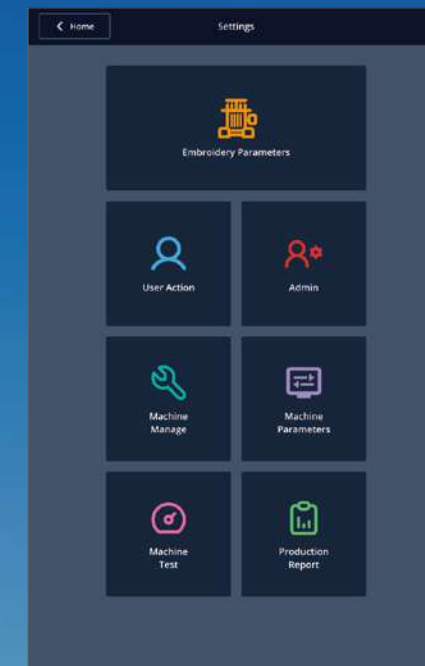 Home
Settings
Embroidery Parameters
User Action
Admin
Machine
Manage
Machine
Parameters
Machine
Test
Production
Report